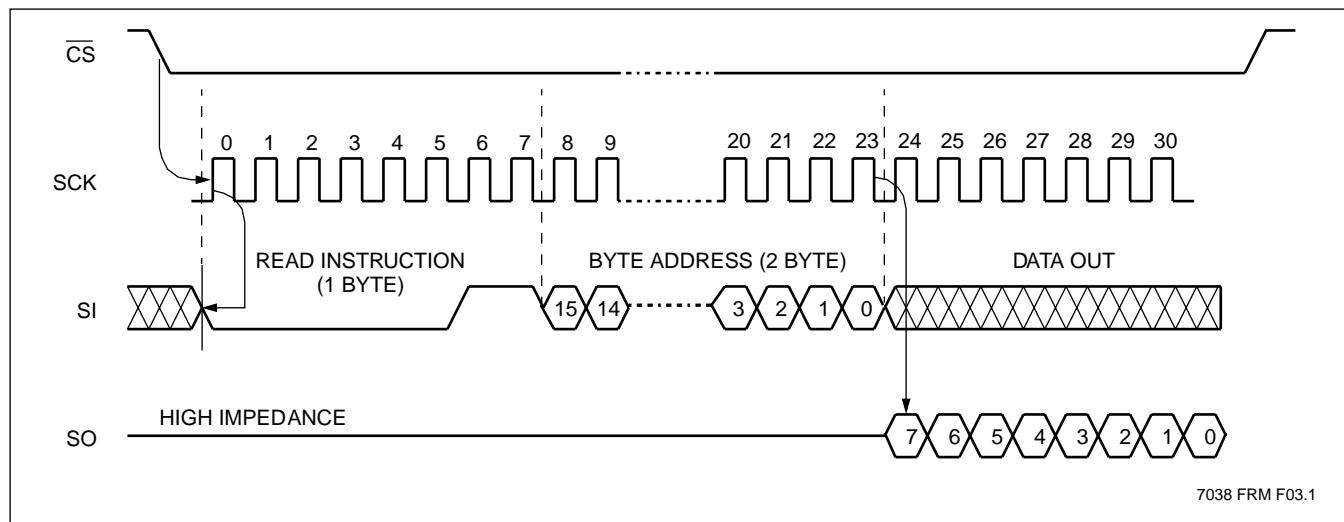 CS
0 1 2 3 4 5 6 7 8 9 20 21 22 23 24 25 26 27 28 29 30
SCK
READ INSTRUCTION
(1 BYTE)
BYTE ADDRESS (2 BYTE)
DATA OUT
SI
15 14 3 2 1 0
HIGH IMPEDANCE
SO
7 6 5 4 3 2 1 0
7038 FRM F03.1